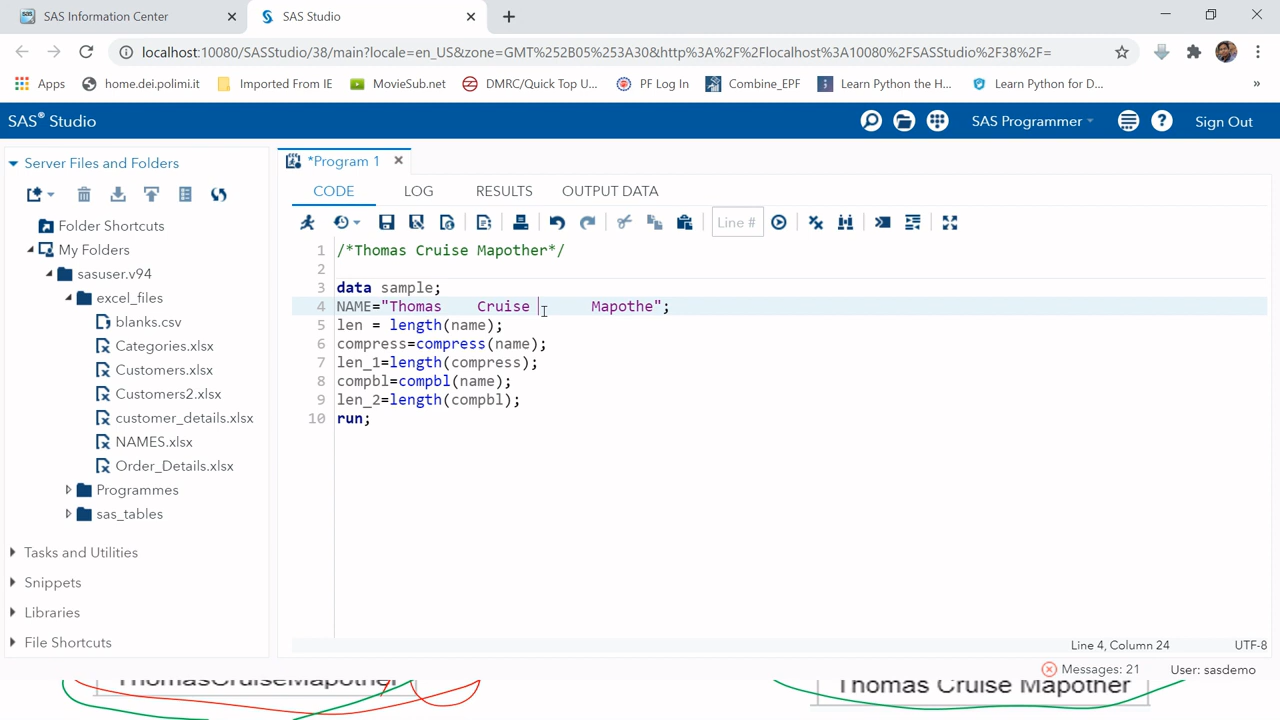 SAS Information Center
SAS Studio
localhost:10080/SASStudio/38/main?locale=en_US&zone=GMT%252B05%253A30&http%3A%2F%2Flocalhost%3A10080%2FSASStudio%2F38%2F=
Apps home.dei.polimi.it Imported From IE MovieSub.net DMRC/Quick Top U... PF Log In Combine_EPF Learn Python the H... Learn Python for D... »
SAS® Studio
SAS Programmer
Sign Out
Server Files and Folders
Folder Shortcuts
My Folders
sasuser.v94
excel_files
blanks.csv
Categories.xlsx
Customers.xlsx
Customers2.xlsx
customer_details.xlsx
NAMES.xlsx
Order_Details.xlsx
Programmes
sas_tables
Tasks and Utilities
Snippets
Libraries
File Shortcuts
*Program 1
CODE LOG RESULTS OUTPUT DATA
Line #
1 /*Thomas Cruise Mapother*/
2
3 data sample;
4 NAME="Thomas    Cruise        Mapothe";
5 len = length(name);
6 compress=compress(name);
7 len_1=length(compress);
8 compbl=compbl(name);
9 len_2=length(compbl);
10 run;
Line 4, Column 24
UTF-8
Messages: 21
User: sasdemo
ThomasCruiseMapother
Thomas Cruise Mapother